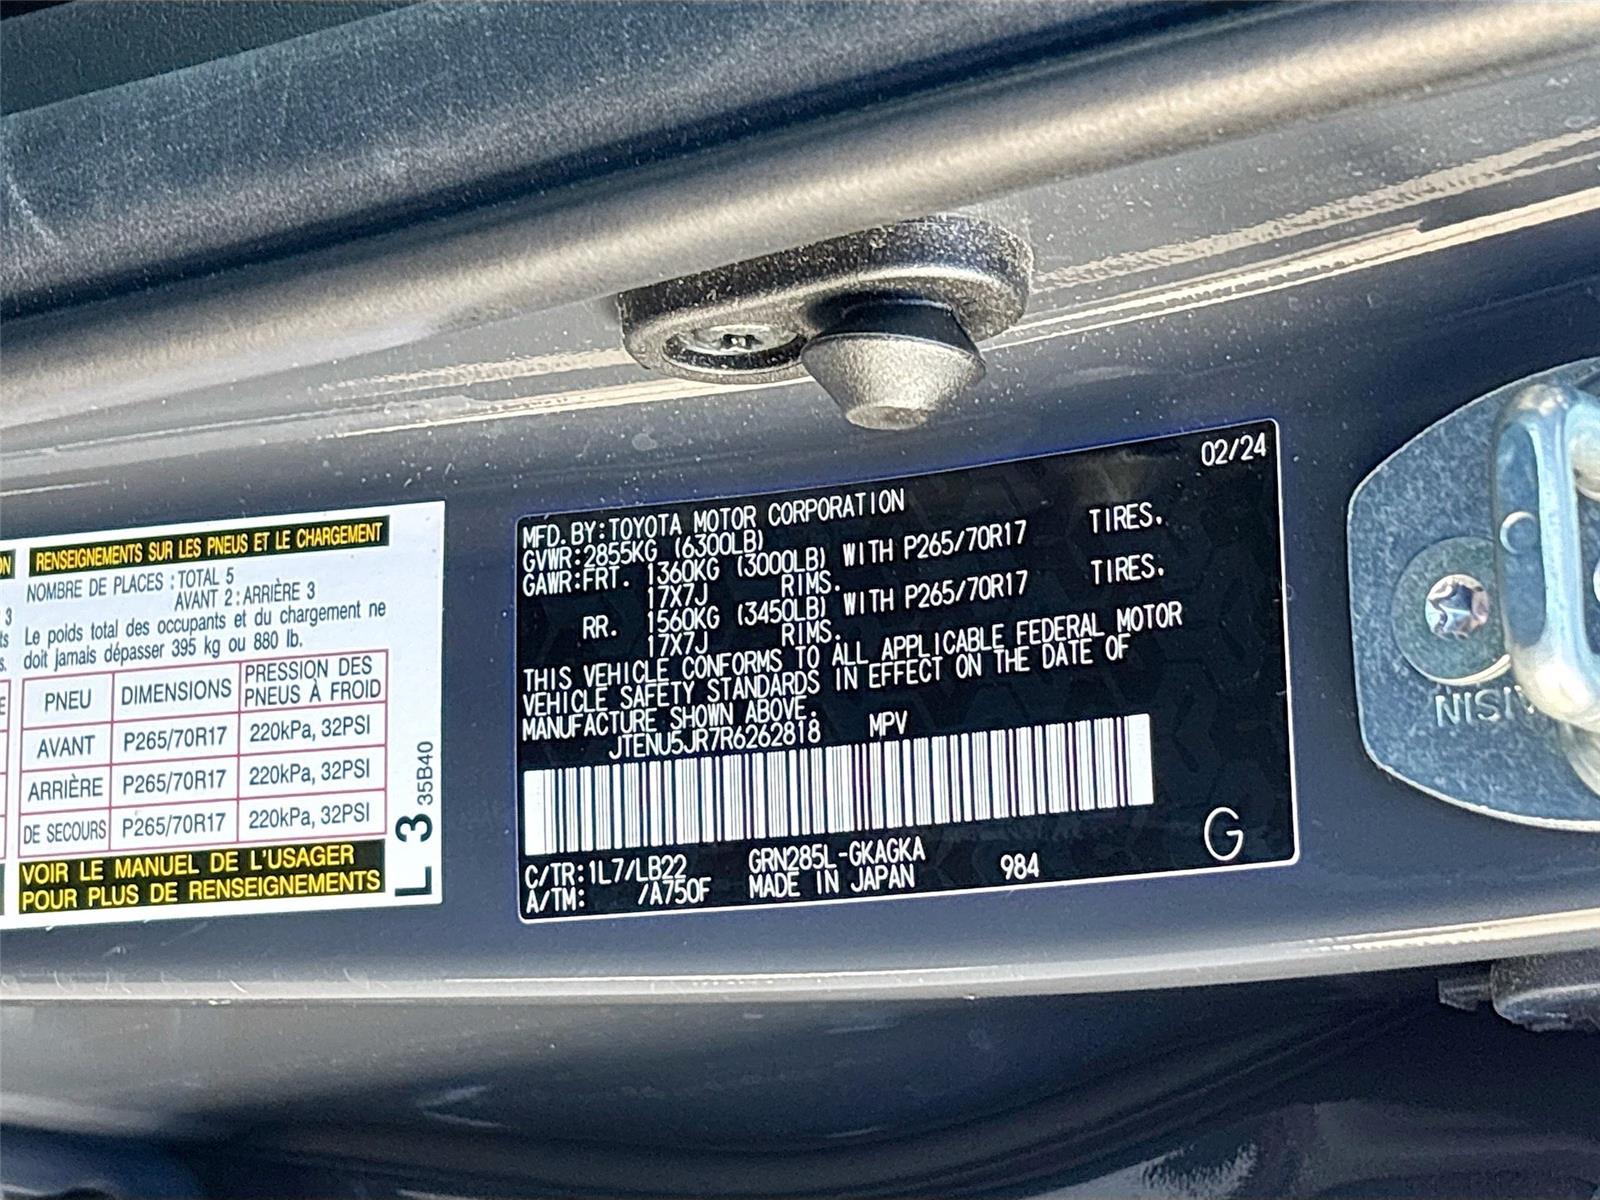 ON
3
ts
s.
E
RENSEIGNEMENTS SUR LES PNEUS ET LE CHARGEMENT
NOMBRE DE PLACES : TOTAL 5
AVANT 2 : ARRIÈRE 3
Le poids total des occupants et du chargement ne
doit jamais dépasser 395 kg ou 880 lb.
PNEU DIMENSIONS PRESSION DES PNEUS À FROID
AVANT P265/70R17 220kPa, 32PSI
ARRIÈRE P265/70R17 220kPa, 32PSI
DE SECOURS P265/70R17 220kPa, 32PSI
VOIR LE MANUEL DE L'USAGER
POUR PLUS DE RENSEIGNEMENTS
L 3 35B40
02/24
MFD. BY:TOYOTA MOTOR CORPORATION
GVWR:2855KG (6300LB)
GAWR:FRT. 1360KG (3000LB) WITH P265/70R17 TIRES.
17X7J RIMS.
RR. 1560KG (3450LB) WITH P265/70R17 TIRES.
17X7J RIMS.
THIS VEHICLE CONFORMS TO ALL APPLICABLE FEDERAL MOTOR
VEHICLE SAFETY STANDARDS IN EFFECT ON THE DATE OF
MANUFACTURE SHOWN ABOVE.
JTENU5JR7R6262818 MPV
C/TR:1L7/LB22 GRN285L-GKAGKA 984
A/TM: /A750F MADE IN JAPAN
G
AISIN